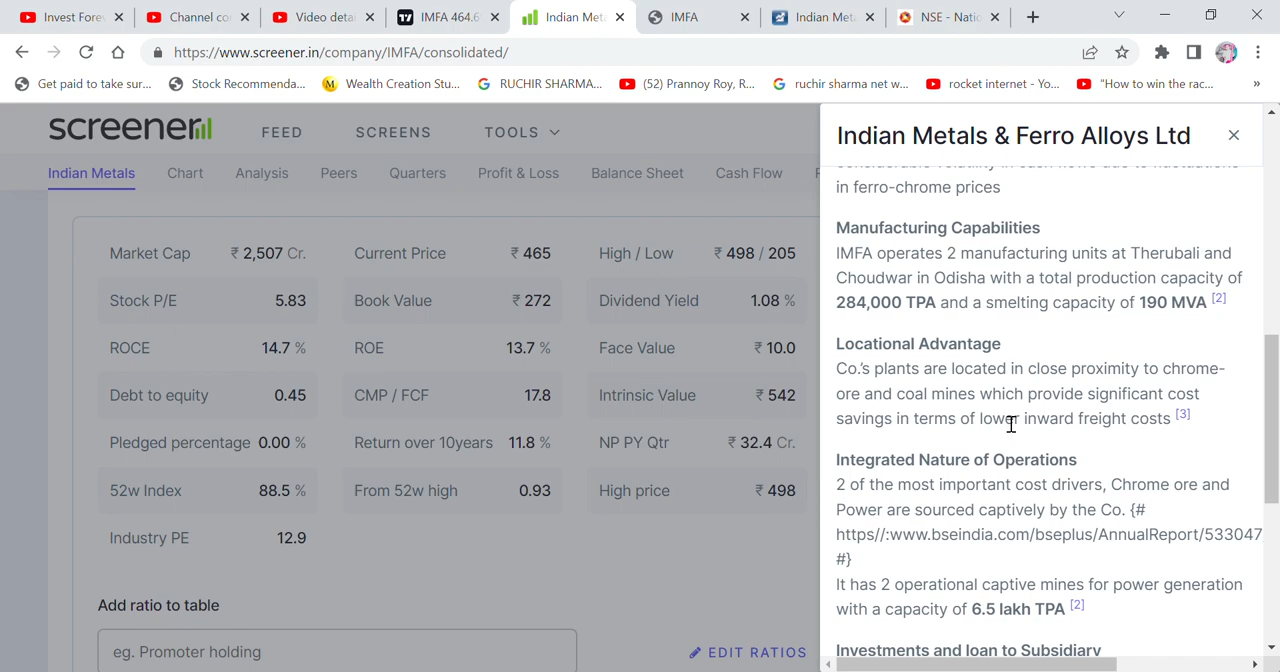 Invest Fore
Channel co
Video detai
IMFA 464.6
Indian Met
IMFA
Indian Met
NSE - Natio
https://www.screener.in/company/IMFA/consolidated/
Get paid to take sur...
Stock Recommenda...
Wealth Creation Stu...
RUCHIR SHARMA...
(52) Prannoy Roy, R...
ruchir sharma net w...
rocket internet - Yo...
"How to win the rac...
»
screener
FEED
SCREENS
TOOLS
Indian Metals
Chart
Analysis
Peers
Quarters
Profit & Loss
Balance Sheet
Cash Flow
Market Cap ₹ 2,507 Cr.
Current Price ₹ 465
High / Low ₹ 498 / 205
Stock P/E 5.83
Book Value ₹ 272
Dividend Yield 1.08 %
ROCE 14.7 %
ROE 13.7 %
Face Value ₹ 10.0
Debt to equity 0.45
CMP / FCF 17.8
Intrinsic Value ₹ 542
Pledged percentage 0.00 %
Return over 10years 11.8 %
NP PY Qtr ₹ 32.4 Cr.
52w Index 88.5 %
From 52w high 0.93
High price ₹ 498
Industry PE 12.9
Add ratio to table
eg. Promoter holding
EDIT RATIOS
Indian Metals & Ferro Alloys Ltd
considerable volatility in cash flows due to fluctuations
in ferro-chrome prices
Manufacturing Capabilities
IMFA operates 2 manufacturing units at Therubali and
Choudwar in Odisha with a total production capacity of
284,000 TPA and a smelting capacity of 190 MVA [2]
Locational Advantage
Co.'s plants are located in close proximity to chrome-
ore and coal mines which provide significant cost
savings in terms of lower inward freight costs [3]
Integrated Nature of Operations
2 of the most important cost drivers, Chrome ore and
Power are sourced captively by the Co. {#
https//:www.bseindia.com/bseplus/AnnualReport/533047
#}
It has 2 operational captive mines for power generation
with a capacity of 6.5 lakh TPA [2]
Investments and loan to Subsidiary